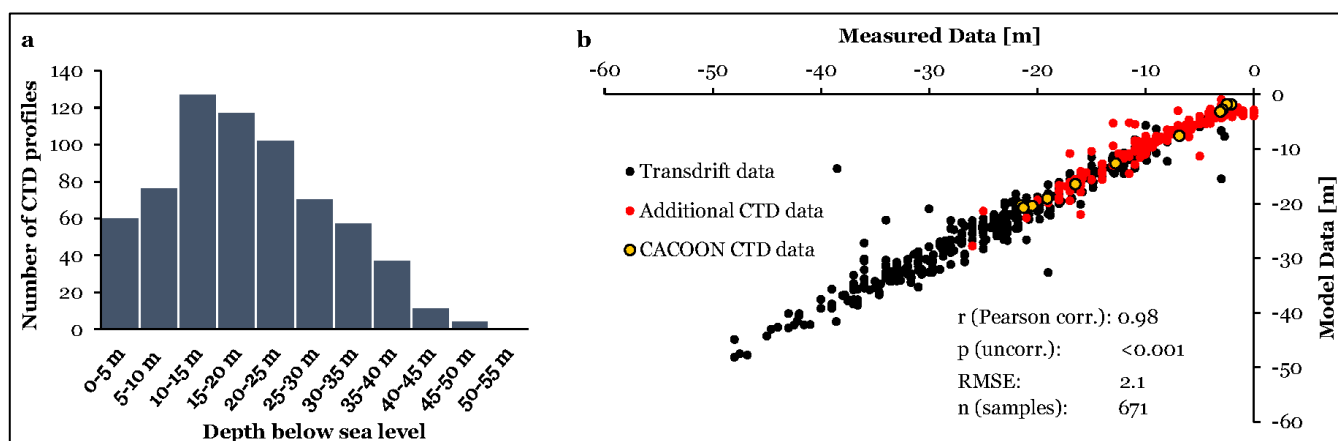 a
Number of CTD profiles
140
120
100
80
60
40
20
0
0-5 m
5-10 m
10-15 m
15-20 m
20-25 m
25-30 m
30-35 m
35-40 m
40-45 m
45-50 m
50-55 m
Depth below sea level
b
Measured Data [m]
-60 -50 -40 -30 -20 -10 0
0
-10
-20
-30
-40
-50
-60
Model Data [m]
Transdrift data
Additional CTD data
CACOON CTD data
r (Pearson corr.): 0.98
p (uncorr.): <0.001
RMSE: 2.1
n (samples): 671